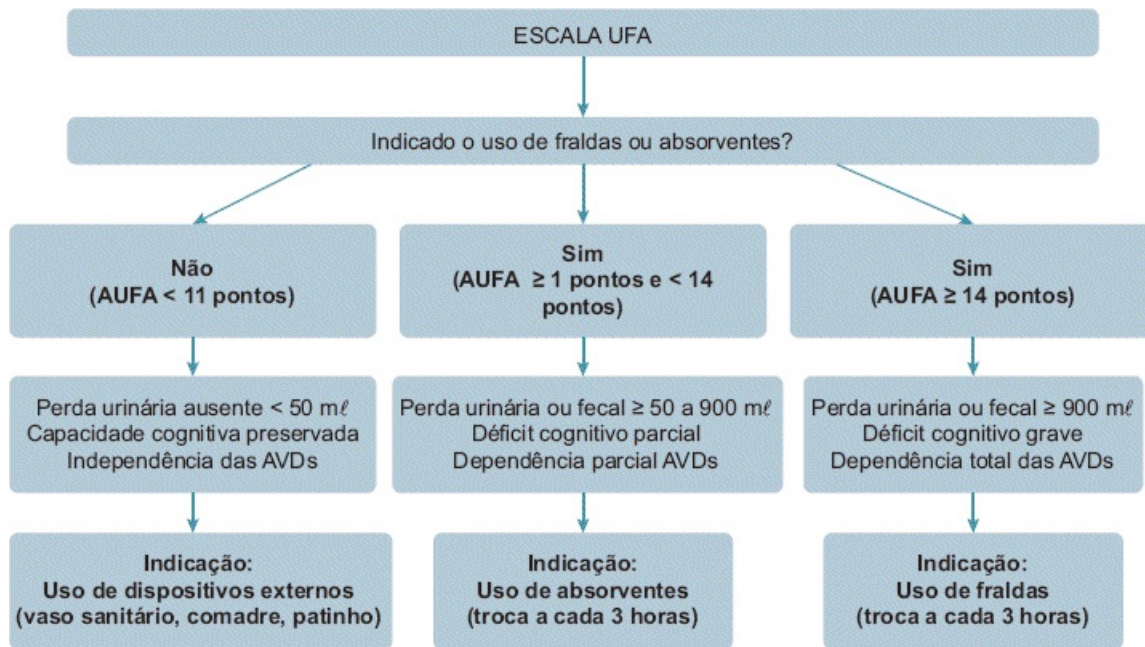 ESCALA UFA
Indicado o uso de fraldas ou absorventes?
Não
(AUFA < 11 pontos)
Sim
(AUFA ≥ 1 pontos e < 14
pontos)
Sim
(AUFA ≥ 14 pontos)
Perda urinária ausente < 50 mℓ
Capacidade cognitiva preservada
Independência das AVDs
Perda urinária ou fecal ≥ 50 a 900 mℓ
Déficit cognitivo parcial
Dependência parcial AVDs
Perda urinária ou fecal ≥ 900 mℓ
Déficit cognitivo grave
Dependência total das AVDs
Indicação:
Uso de dispositivos externos
(vaso sanitário, comadre, patinho)
Indicação:
Uso de absorventes
(troca a cada 3 horas)
Indicação:
Uso de fraldas
(troca a cada 3 horas)